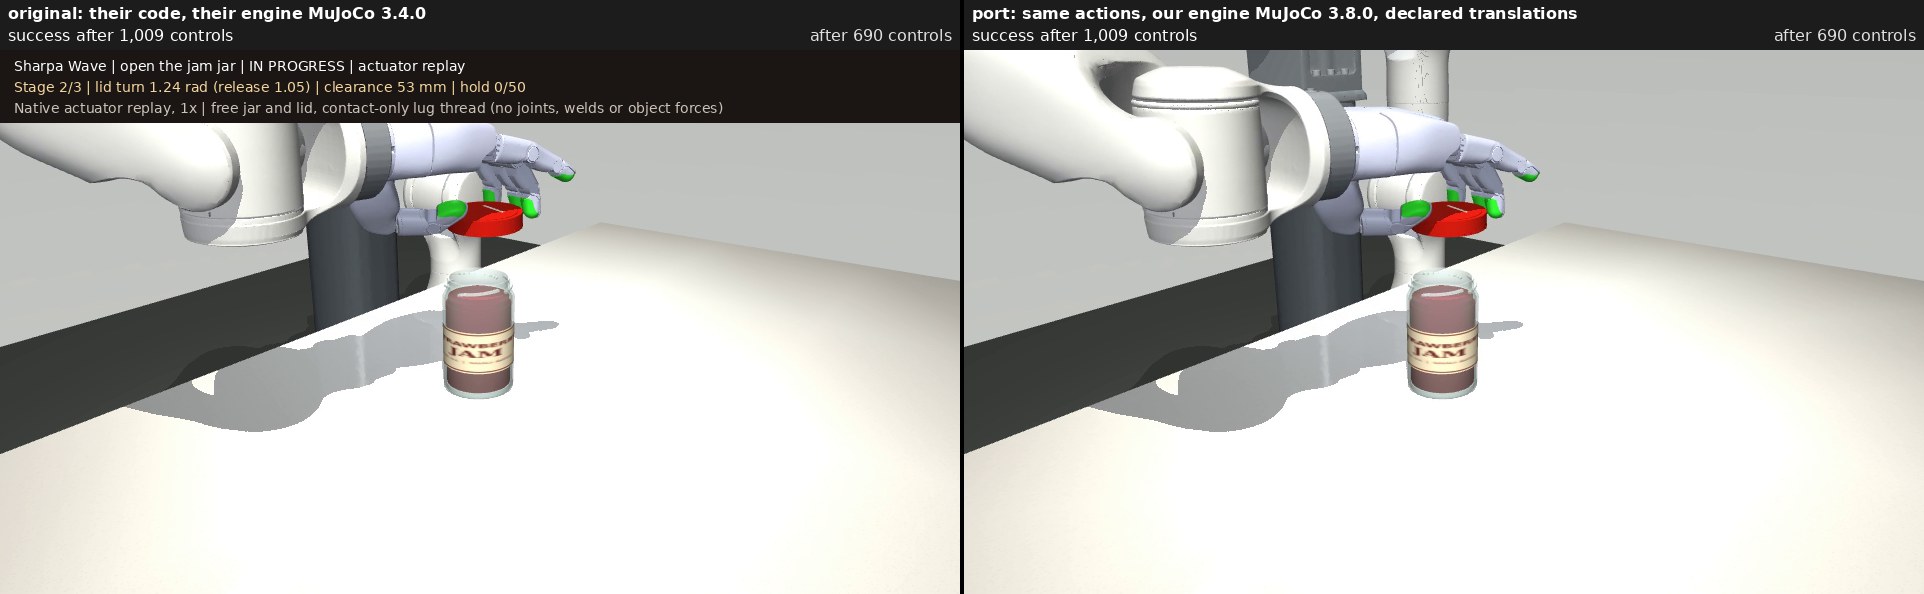 original: their code, their engine MuJoCo 3.4.0
success after 1,009 controls
after 690 controls
Sharpa Wave | open the jam jar | IN PROGRESS | actuator replay
Stage 2/3 | lid turn 1.24 rad (release 1.05) | clearance 53 mm | hold 0/50
Native actuator replay, 1x | free jar and lid, contact-only lug thread (no joints, welds or object forces)
JAM
port: same actions, our engine MuJoCo 3.8.0, declared translations
success after 1,009 controls
after 690 controls
JAM